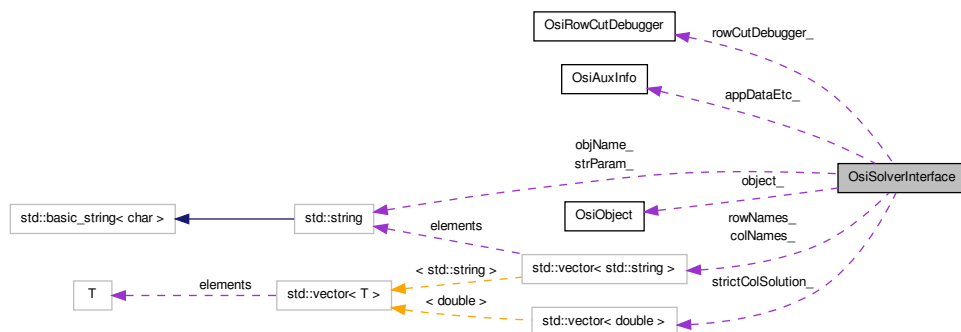 OsiRowCutDebugger
rowCutDebugger_
OsiAuxInfo
appDataEtc_
objName_
strParam_
OsiSolverInterface
object_
std::basic_string< char >
std::string
OsiObject
rowNames_
colNames_
elements
< std::string >
std::vector< std::string >
strictColSolution_
T
elements
std::vector< T >
< double >
std::vector< double >